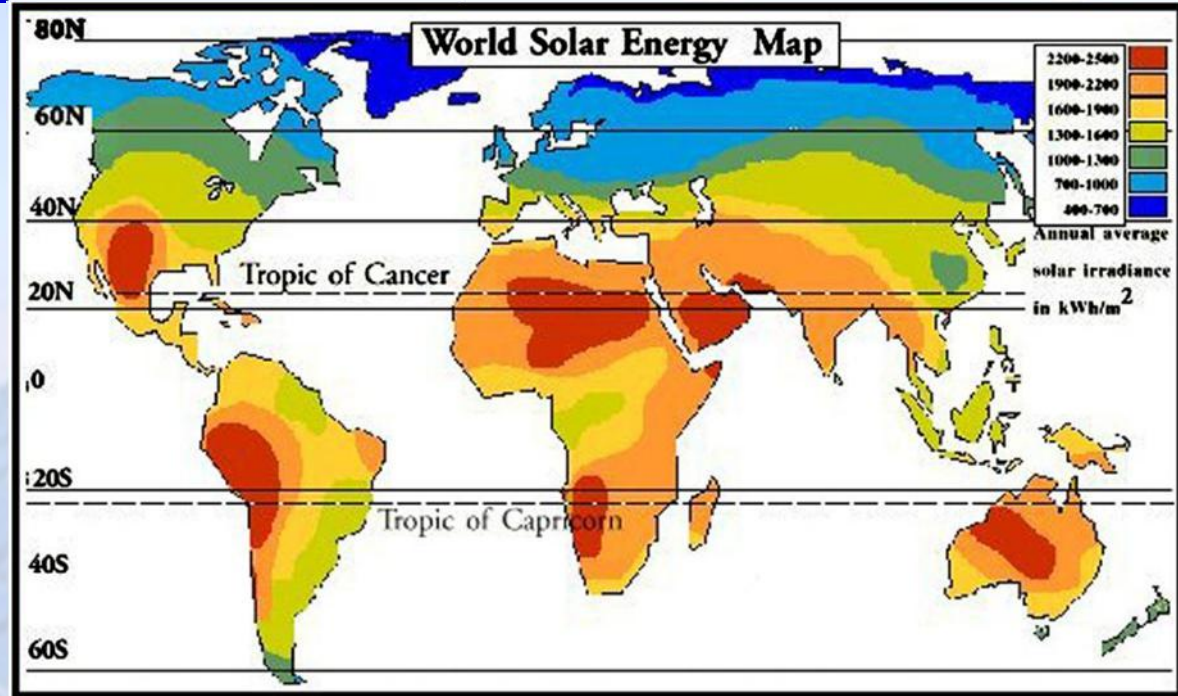 80N
World Solar Energy Map
2200-2500
1900-2200
1600-1900
1300-1600
1000-1300
700-1000
400-700
60N
40N
Annual average
solar irradiance
in kWh/m2
Tropic of Cancer
20N
0
20S
Tropic of Capricorn
40S
60S